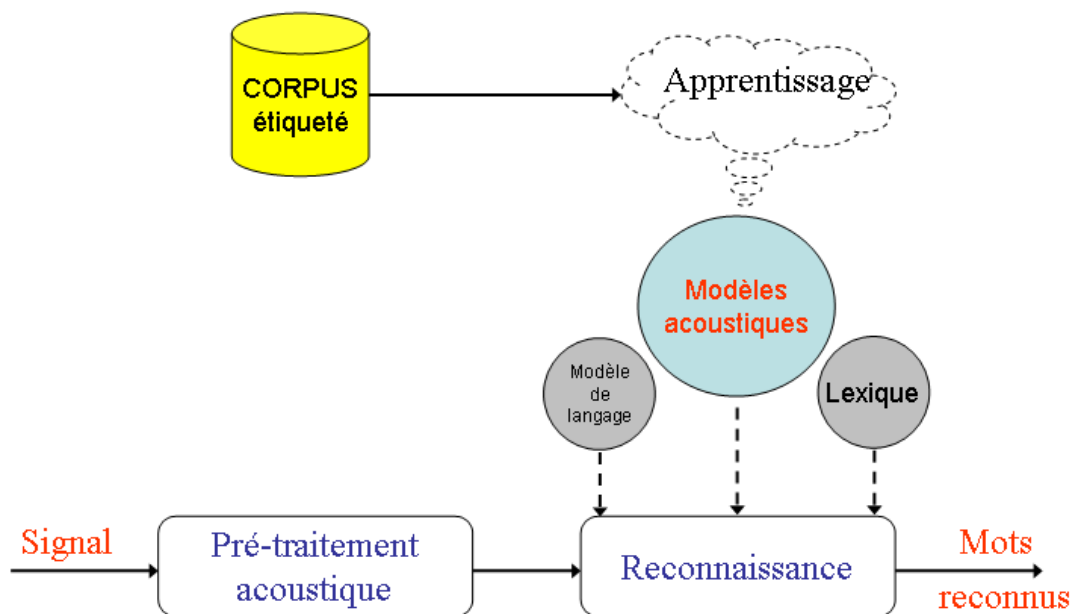 CORPUS
étiqueté
Apprentissage
Modèles
acoustiques
Modèle
de
langage
Lexique
Signal
Pré-traitement
acoustique
Reconnaissance
Mots
reconnus